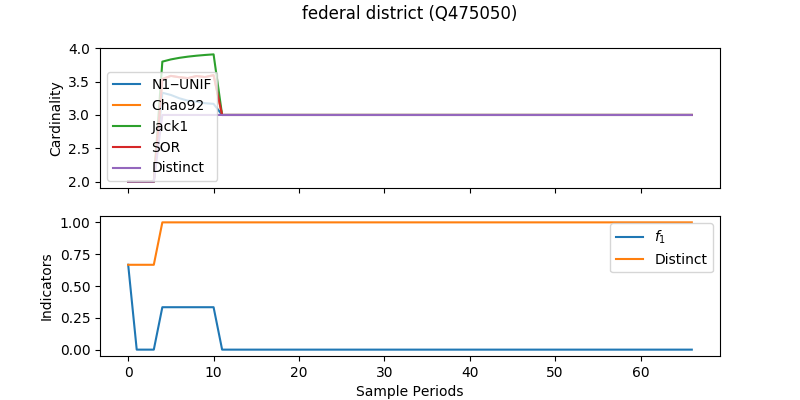 federal district (Q475050)
4.0
3.5
3.0
2.5
2.0
Cardinality
N1−UNIF
Chao92
Jack1
SOR
Distinct
1.00
0.75
0.50
0.25
0.00
Indicators
f1
Distinct
0
10
20
30
40
50
60
Sample Periods